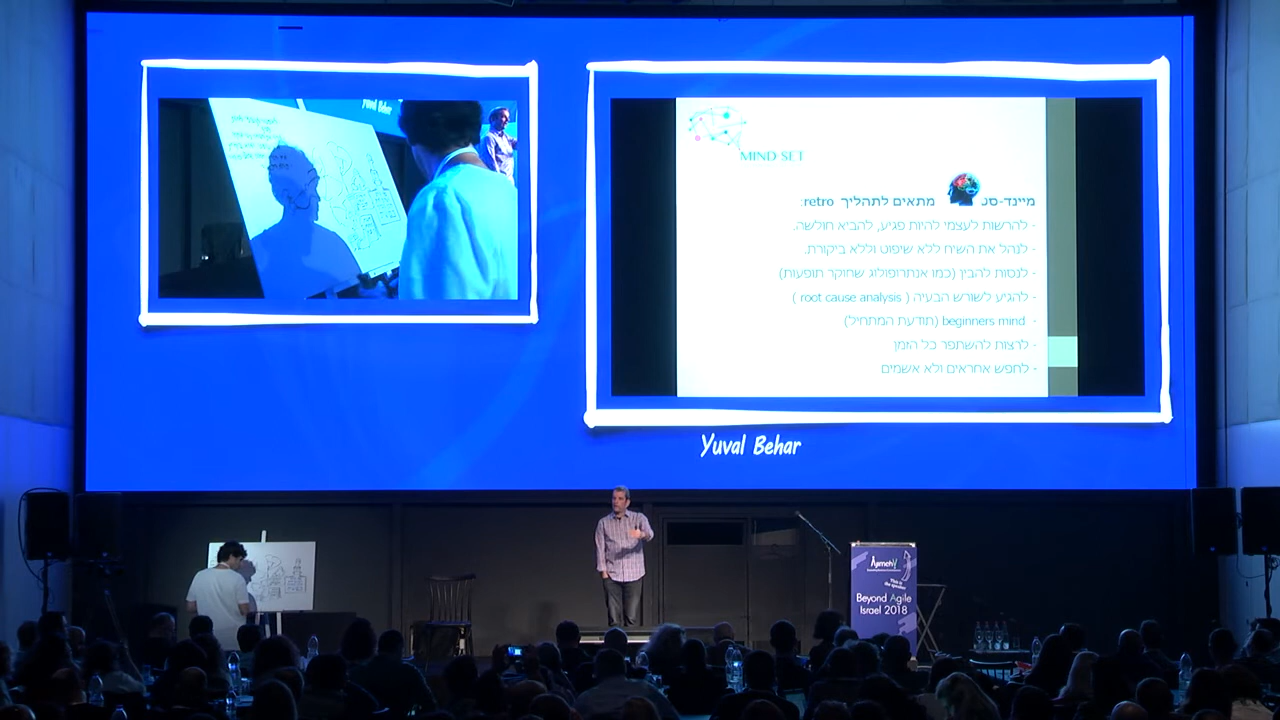 Yuval Behar
MIND SET
מיינד-סט מתאים לתהליך retro:
- להרשות לעצמי להיות פגיע, להביא חולשה.
- לנהל את השיח ללא שיפוט וללא ביקורת.
- לנסות להבין (כמו אנתרופולוג שחוקר תופעות)
- להגיע לשורש הבעיה ( root cause analysis )
- beginners mind (תודעת המתחיל)
- לרצות להשתפר כל הזמן
- לחפש אחראים ולא אשמים
Yuval Behar
Beyond Agile
Israel 2018